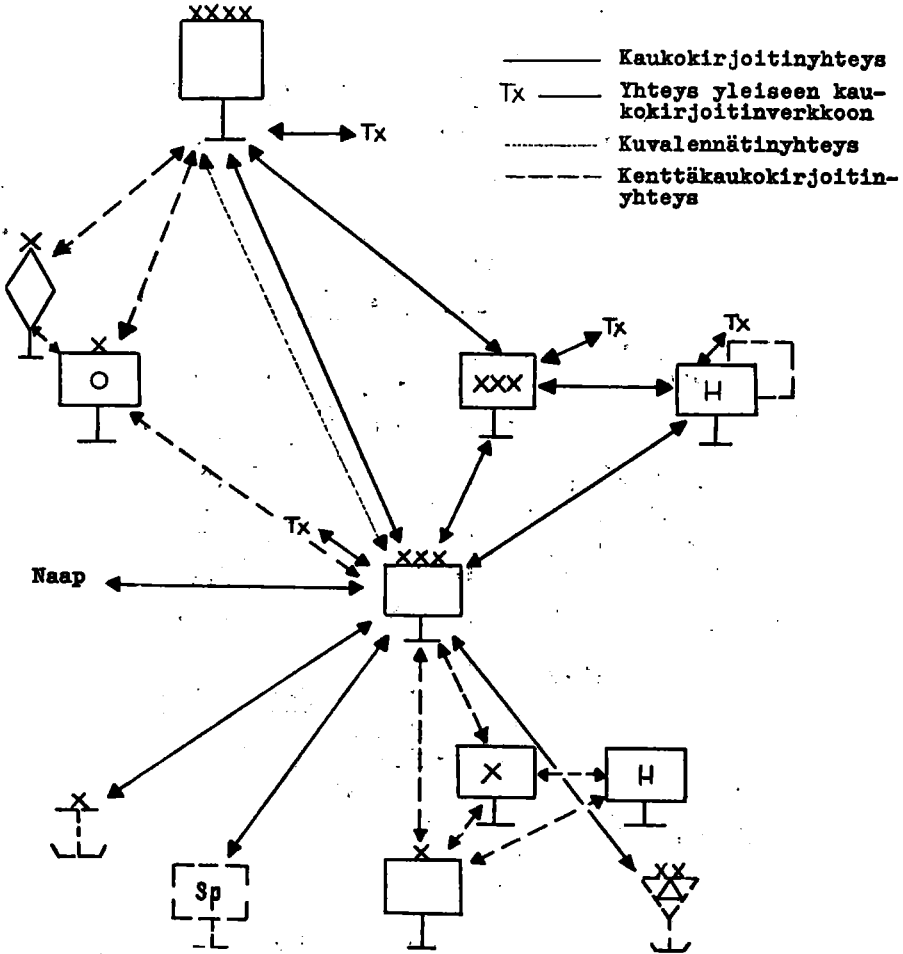 XXXX
Kaukokirjoitinyhteys
Tx Yhteys yleiseen kau-
kokirjoitinverkkoon
Kuvalennätinyhteys
Kenttäkaukokirjoitin-
yhteys
Tx
X
X
O
Tx
Tx
XXX
H
Tx
XXX
Naap
X
H
X
Sp
X
XX